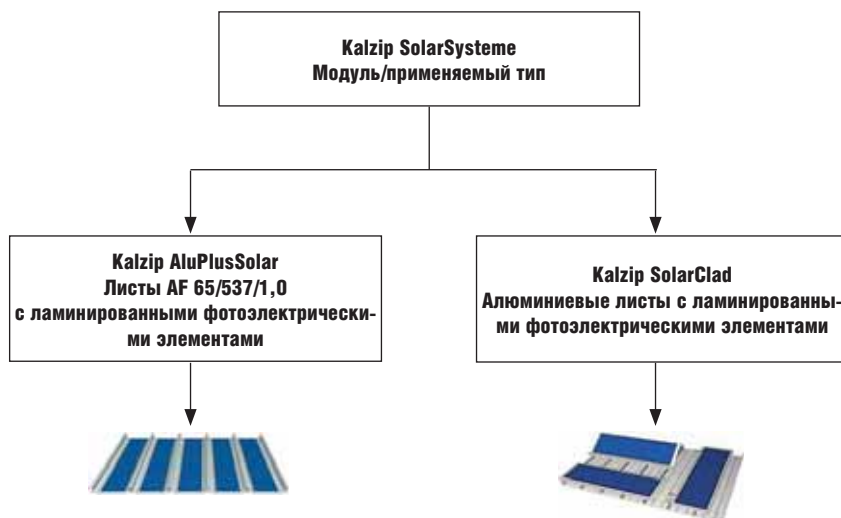 Kalzip SolarSysteme
Модуль/применяемый тип
Kalzip AluPlusSolar
Листы AF 65/537/1,0
с ламинированными фотоэлектрически-
ми элементами
Kalzip SolarClad
Алюминиевые листы с ламинированны-
ми фотоэлектрическими элементами